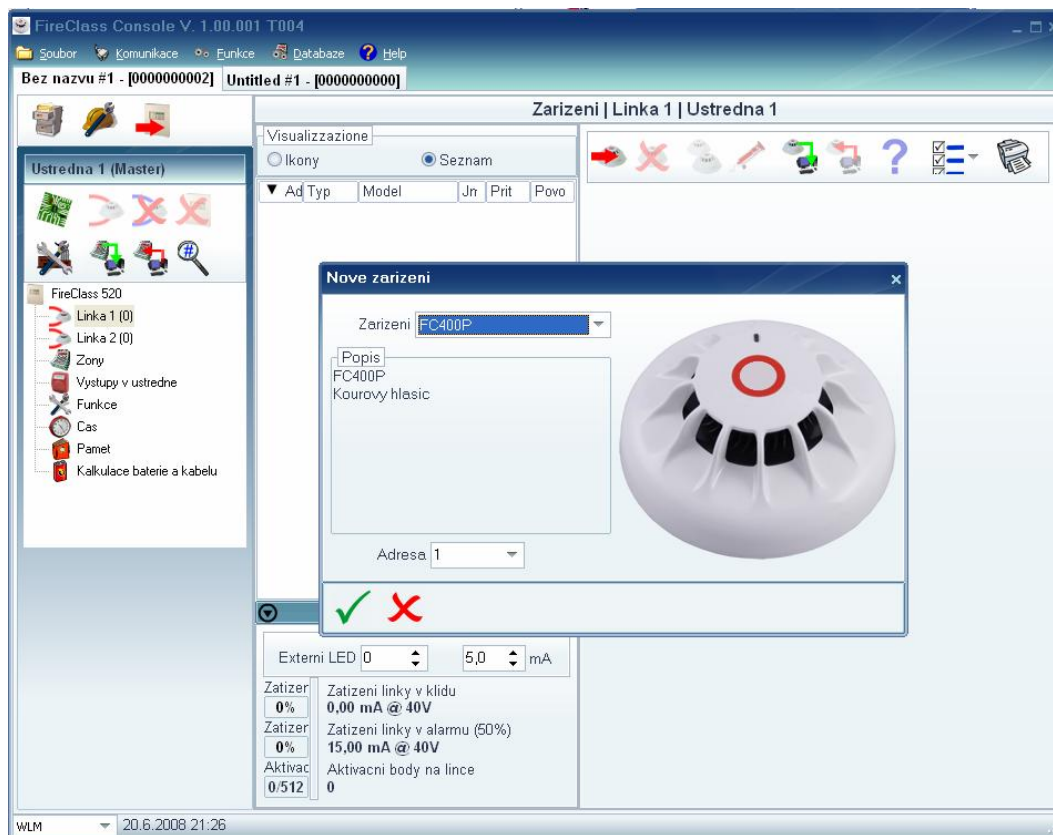 FireClass Console V. 1.00.001 T004
Soubor Komunikace Funkce Databaze Help
Bez nazvu #1 - [0000000002] Untitled #1 - [0000000000]
Zarizeni | Linka 1 | Ustredna 1
Visualizzazione
Ikony Seznam
Ustredna 1 (Master)
Ad Typ Model Jm Prit Povo
FireClass 520
Linka 1 (0)
Linka 2 (0)
Zony
Vystupy v ustredne
Funkce
Cas
Pamet
Kalkulace baterie a kabelu
Nove zarizeni
Zarizeni FC400P
Popis
FC400P
Kourovy hlasic
Adresa 1
Externi LED 0 5,0 mA
Zatizer Zatizeni linky v klidu
0% 0,00 mA @ 40V
Zatizer Zatizeni linky v alarmu (50%)
0% 15,00 mA @ 40V
Aktivac Aktivacni body na lince
0/512 0
WLM 20.6.2008 21:26